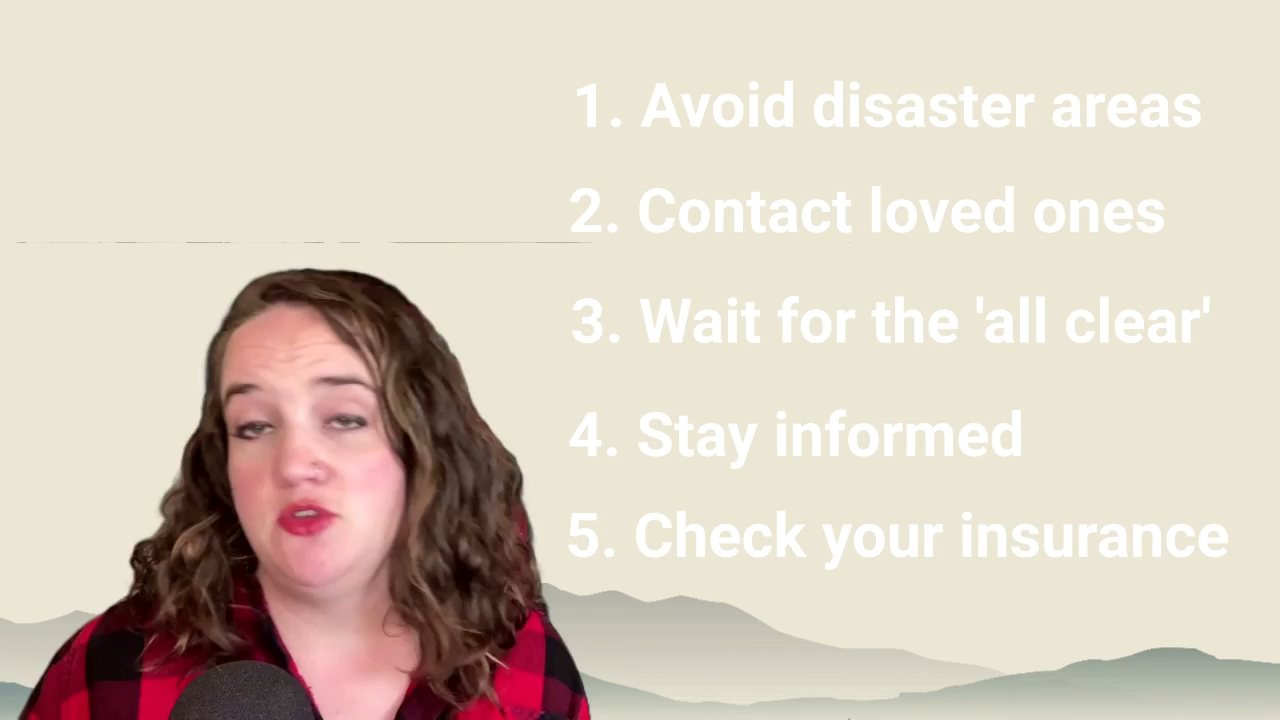 1. Avoid disaster areas
2. Contact loved ones
3. Wait for the 'all clear'
4. Stay informed
5. Check your insurance